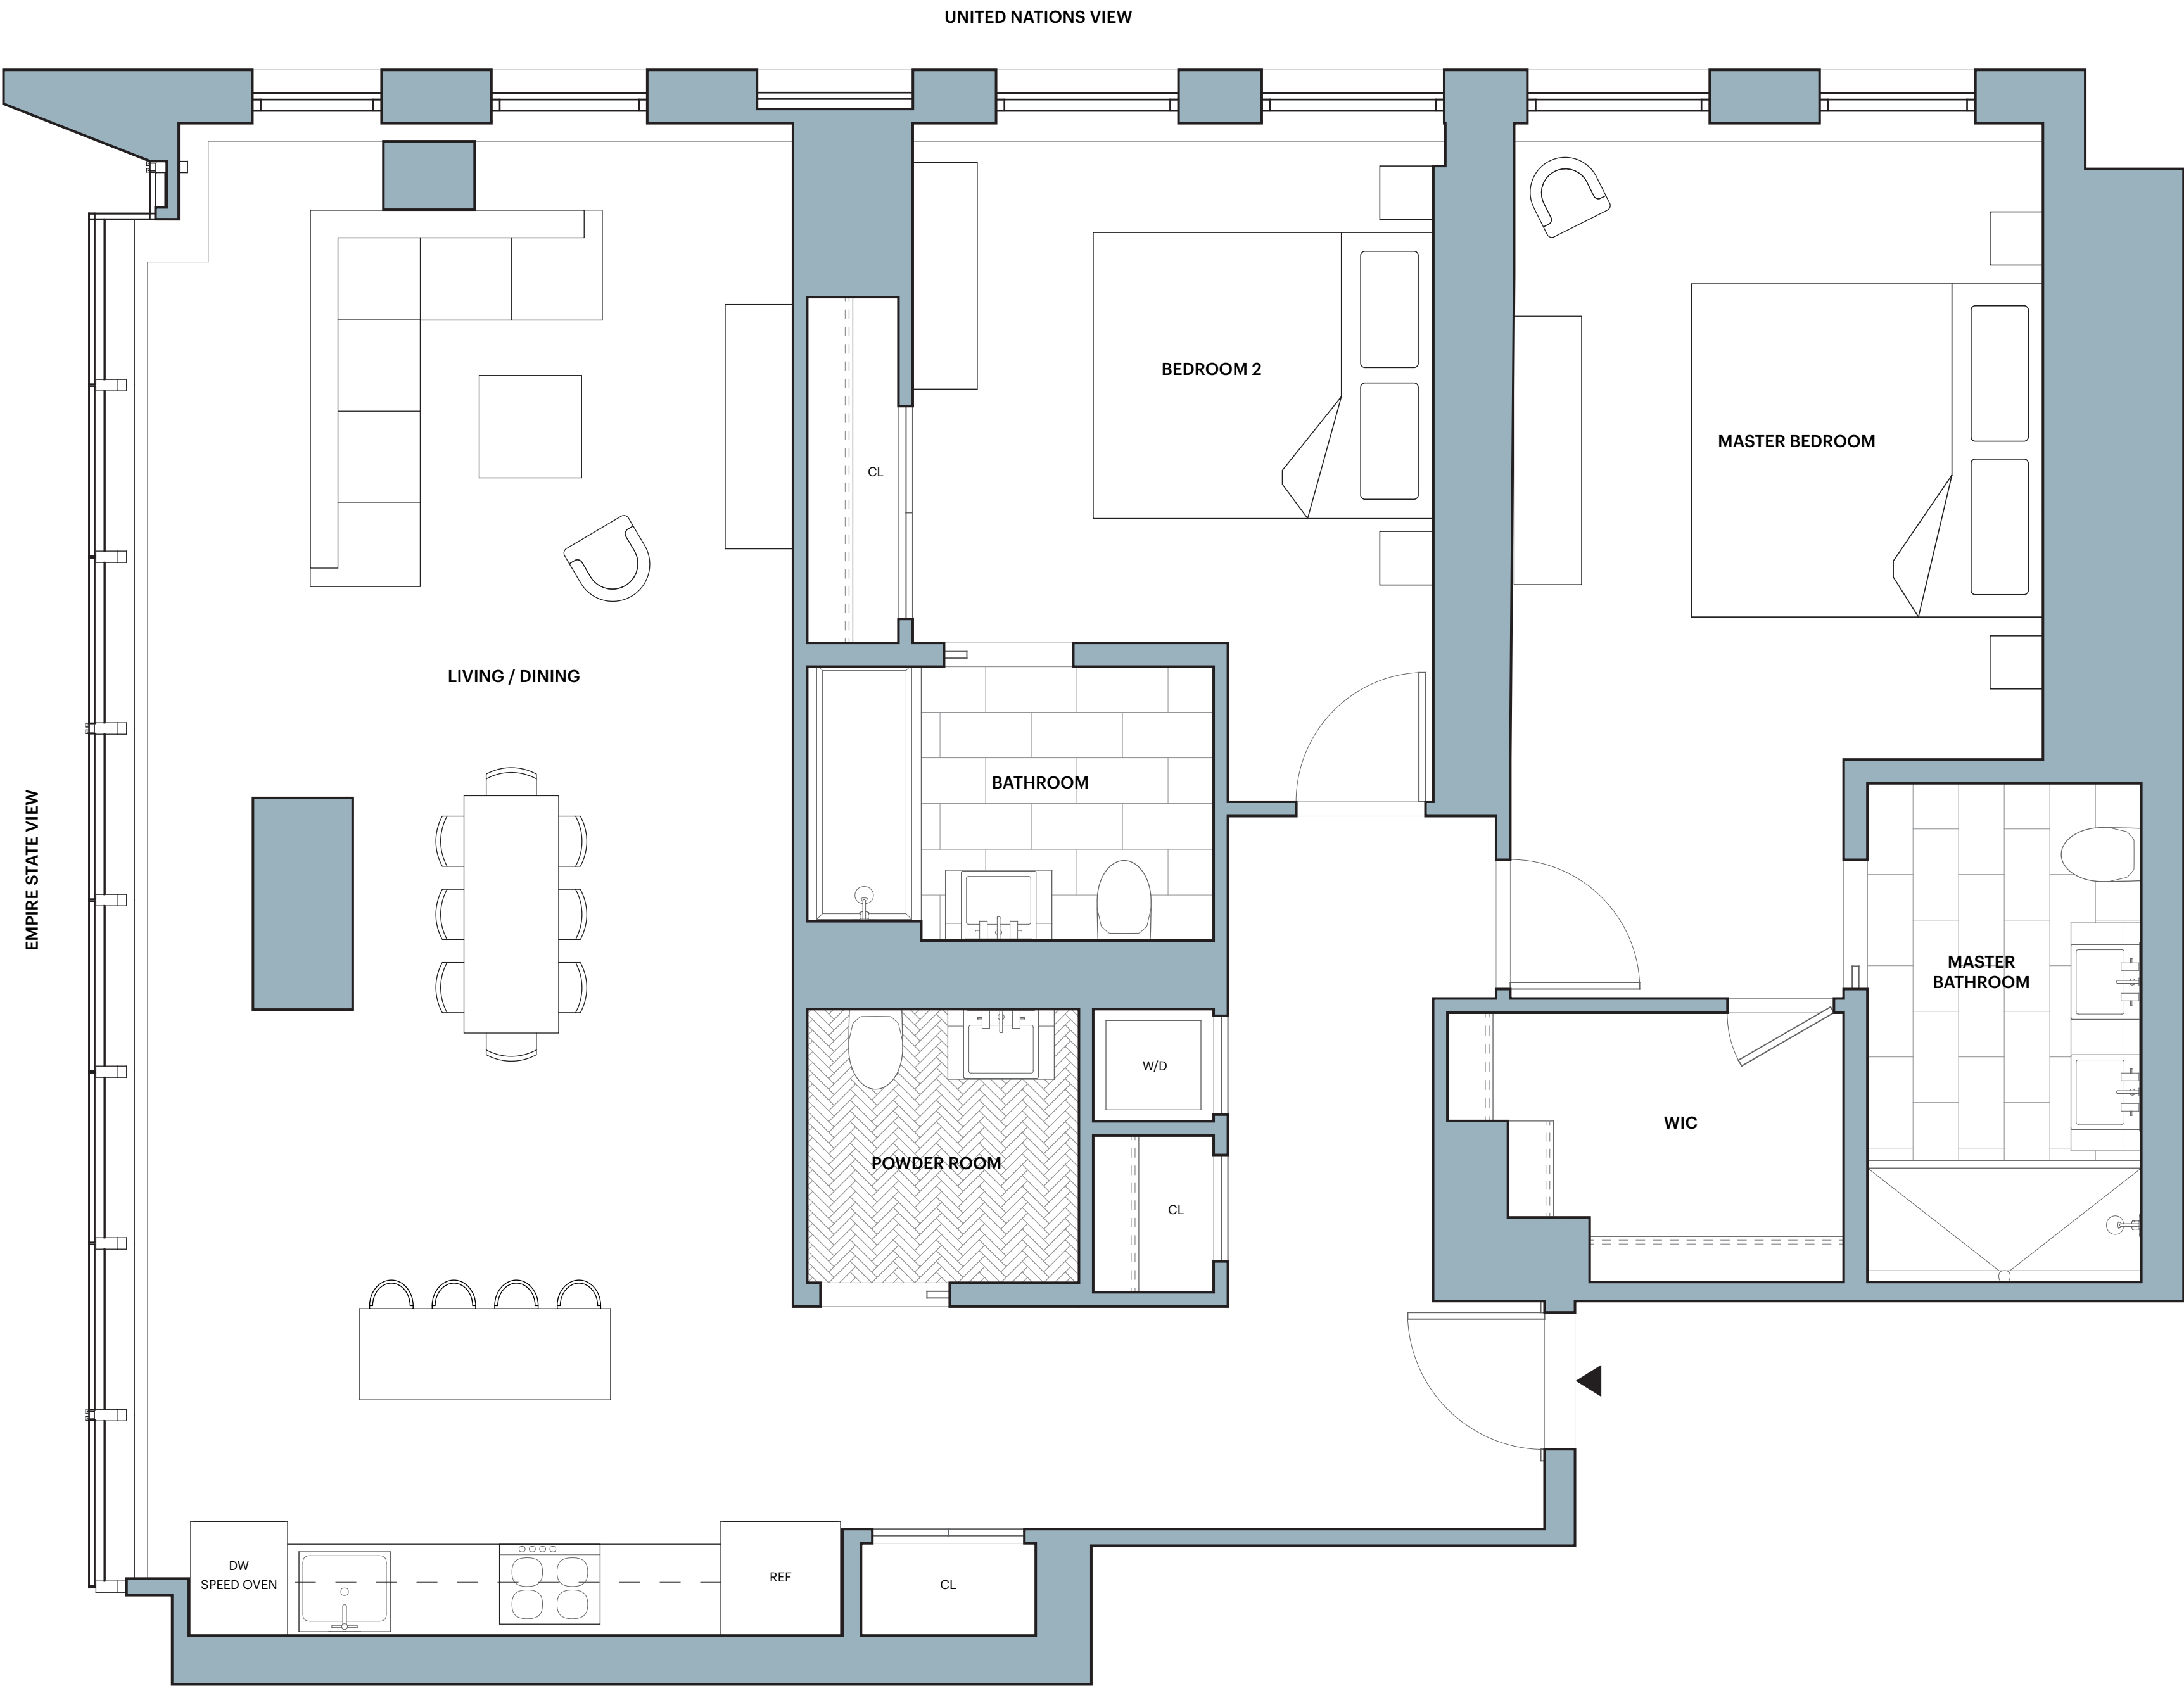 UNITED NATIONS VIEW
BEDROOM 2
MASTER BEDROOM
CL
LIVING / DINING
BATHROOM
EMPIRE STATE VIEW
MASTER
BATHROOM
W/D
WIC
POWDER ROOM
CL
DW
SPEED OVEN
REF
CL